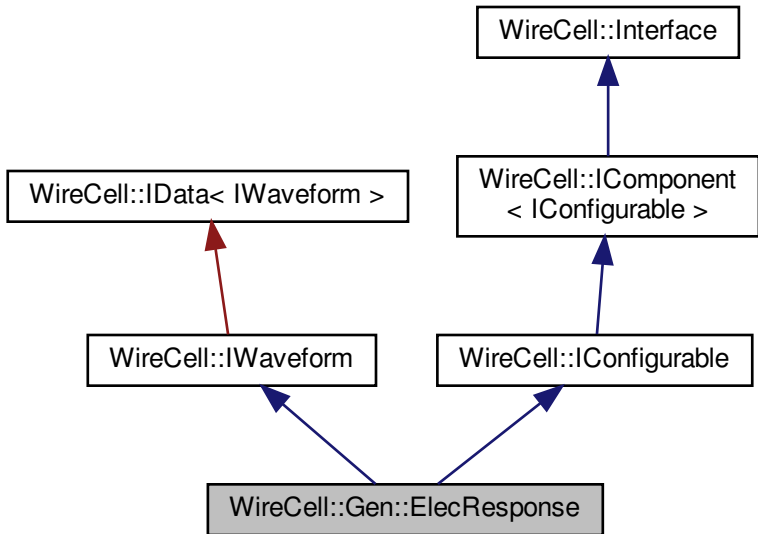 WireCell::Interface
WireCell::IComponent
< IConfigurable >
WireCell::IData< IWaveform >
WireCell::IWaveform
WireCell::IConfigurable
WireCell::Gen::ElecResponse